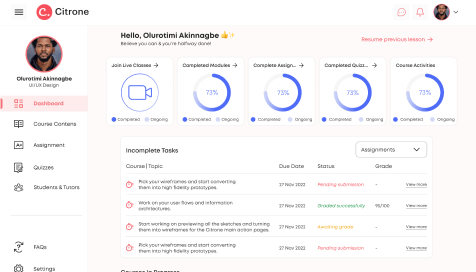 Citrone
Hello, Olurotimi Akinnagbe 👍✨
Believe you can & you're halfway done!
Resume previous lesson →
Olurotimi Akinnagbe
UI/UX Design
Dashboard
Course Contens
Assignment
Quizzes
Students & Tutors
FAQs
Settings
Join Live Classes →
Completed
Ongoing
Completed Modules →
73%
Completed
Ongoing
Complete Assign... →
73%
Completed
Ongoing
Completed Quizz... →
73%
Completed
Ongoing
Course Activities
73%
Completed
Ongoing
Incomplete Tasks
Assignments
Course | Topic
Due Date
Status
Grade
Pick your wireframes and start converting
them into high fidelity prototypes.
27 Nov 2022
Pending submission
-
View more
Work on your user flows and information
architectures.
27 Nov 2022
Graded successfully
95/100
View more
Start working on previewing all the sketches and turning
them into wireframes for the Citrone main action pages.
27 Nov 2022
Awaiting grade
-
View more
Pick your wireframes and start converting
them into high fidelity prototypes.
27 Nov 2022
Pending submission
-
View more
Courses in Progress